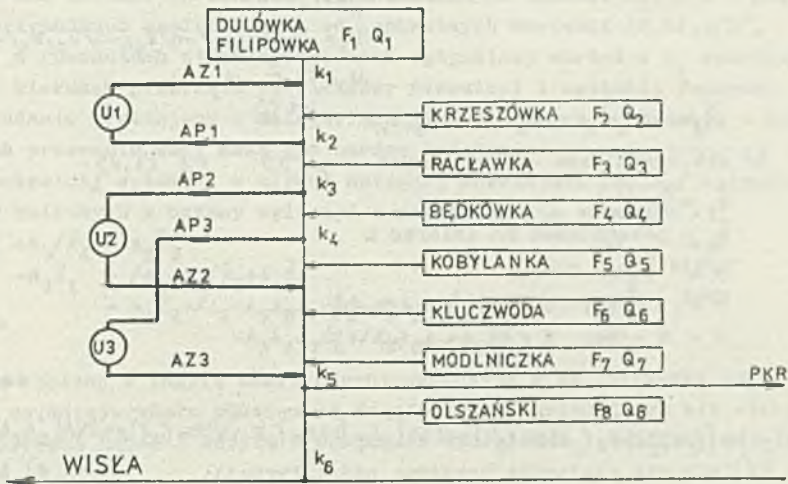 DULÓWKA
FILIPÓWKA F₁ Q₁
AZ1 k₁
U1 KRZESZÓWKA F₂ Q₂
AP1 k₂
RACŁAWKA F₃ Q₃
AP2 k₃
BĘDKÓWKA F₄ Q₄
AP3 k₄
U2
KOBYLANKA F₅ Q₅
AZ2
KLUCZWODA F₆ Q₆
U3
MODLNICZKA F₇ Q₇
AZ3 k₅ PKR
OLSZAŃSKI F₈ Q₈
WISŁA k₆